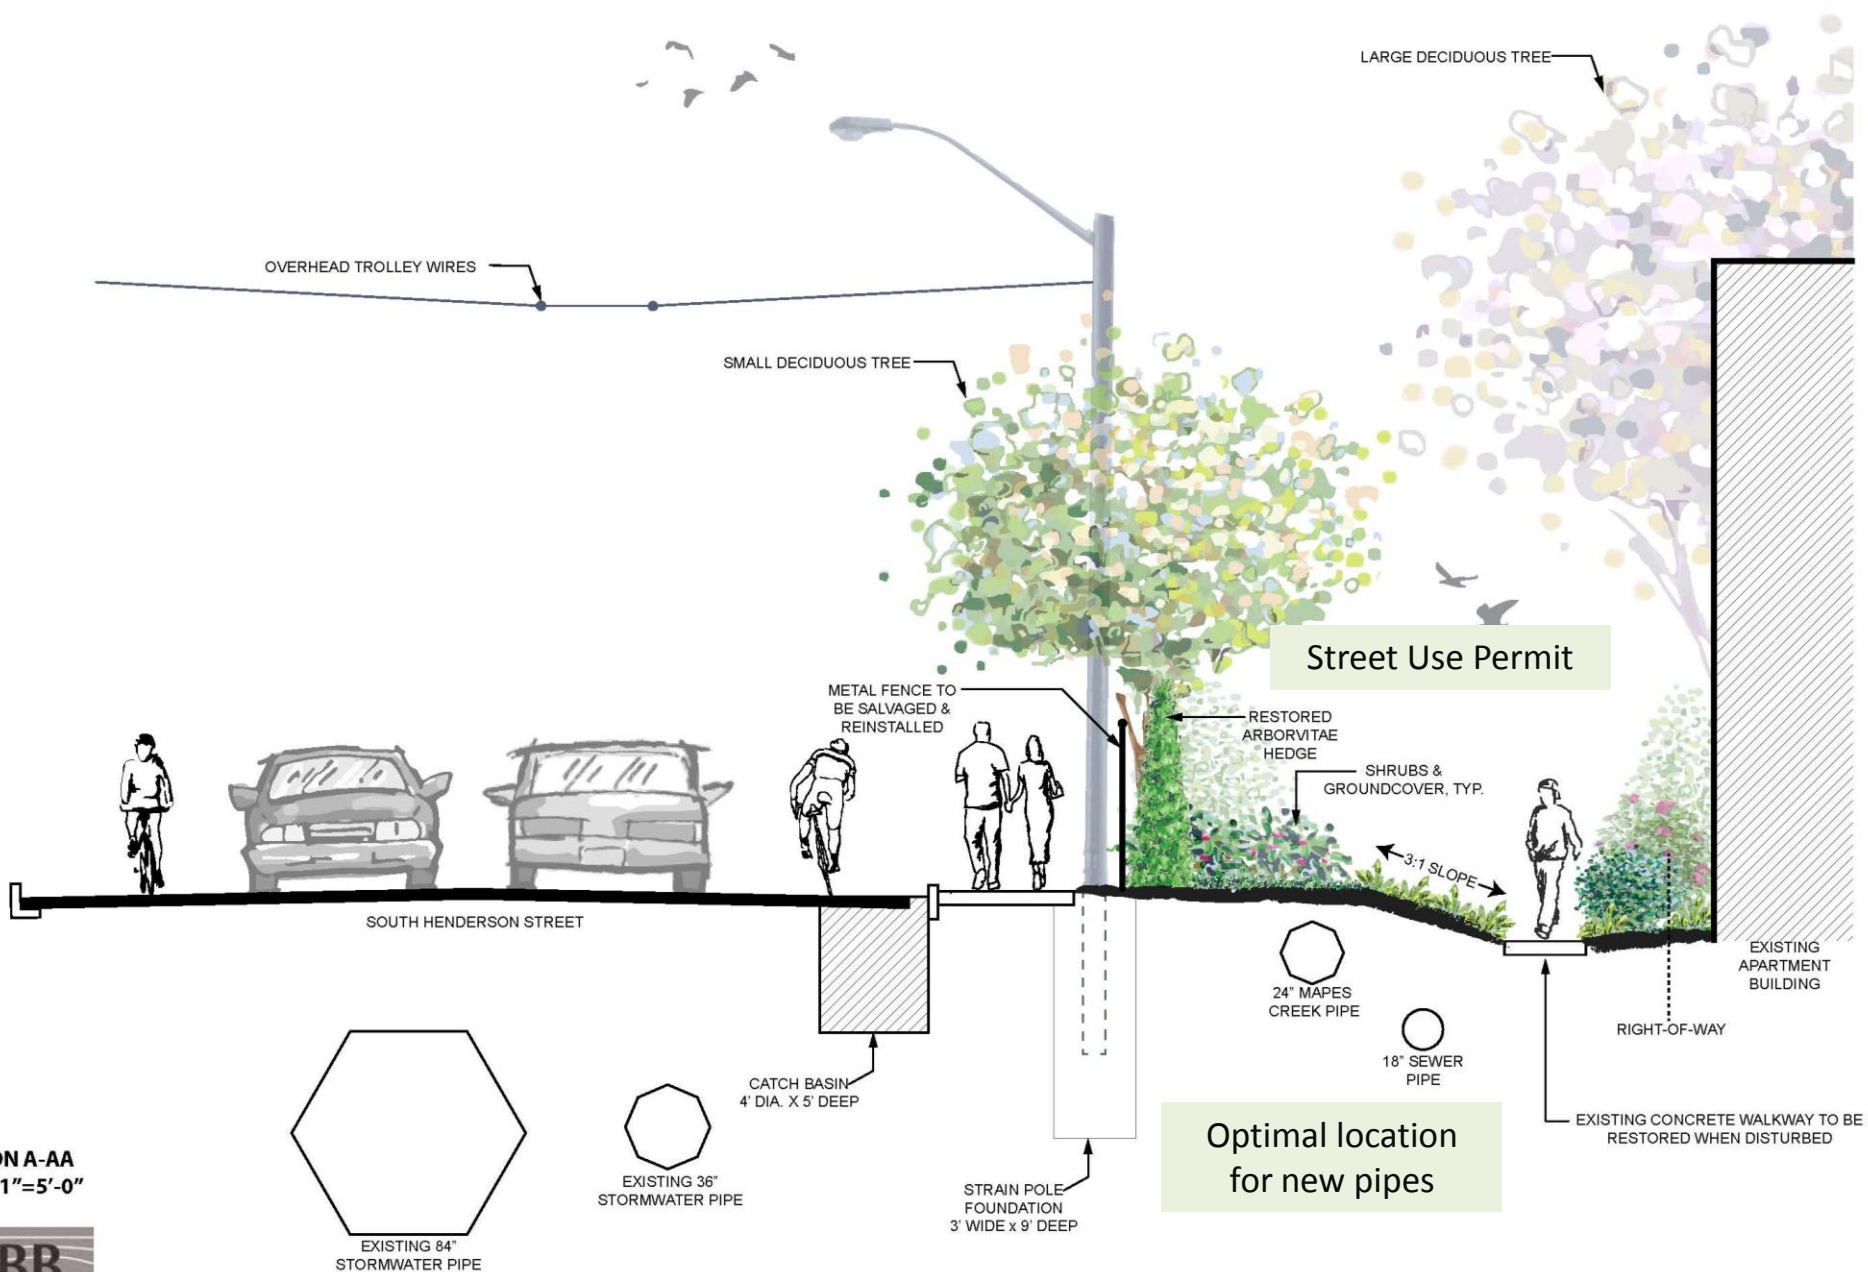 LARGE DECIDUOUS TREE
OVERHEAD TROLLEY WIRES
SMALL DECIDUOUS TREE
Street Use Permit
METAL FENCE TO
BE SALVAGED &
REINSTALLED
RESTORED
ARBORVITAE
HEDGE
SHRUBS &
GROUNDCOVER, TYP.
3:1 SLOPE
SOUTH HENDERSON STREET
EXISTING
APARTMENT
BUILDING
24" MAPES
CREEK PIPE
RIGHT-OF-WAY
18" SEWER
PIPE
CATCH BASIN
4' DIA. X 5' DEEP
EXISTING CONCRETE WALKWAY TO BE
RESTORED WHEN DISTURBED
Optimal location
for new pipes
ON A-AA
1"=5'-0"
EXISTING 36"
STORMWATER PIPE
STRAIN POLE
FOUNDATION
3' WIDE x 9' DEEP
EXISTING 84"
STORMWATER PIPE